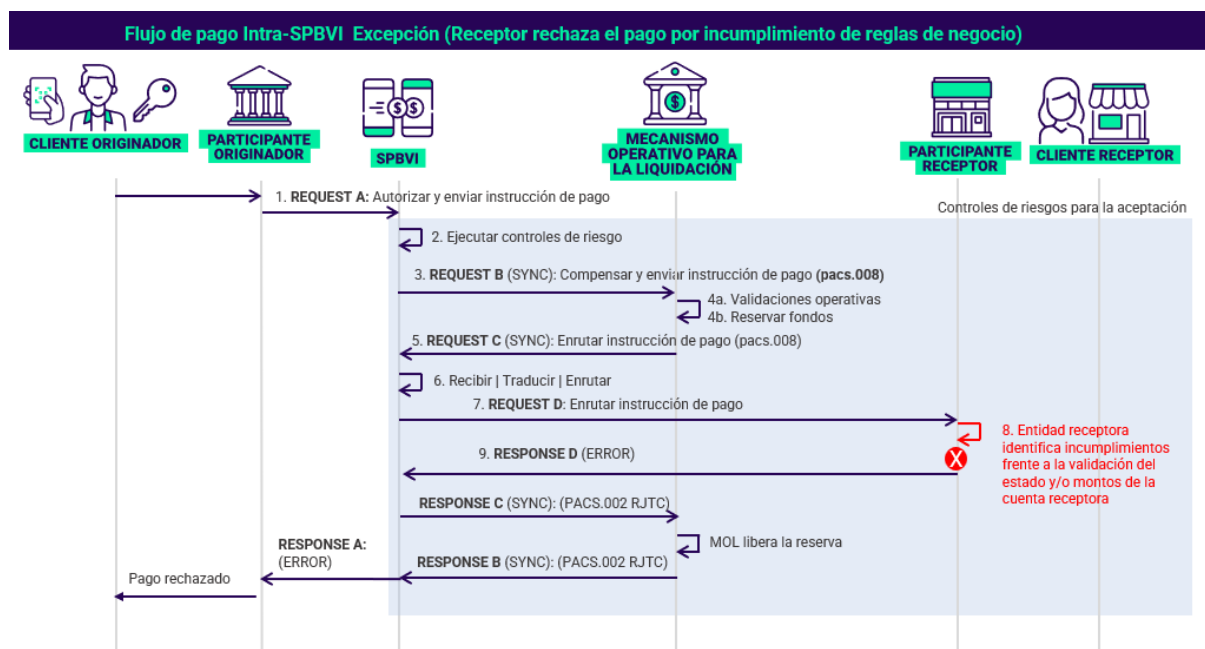 Flujo de pago Intra-SPBVI Excepción (Receptor rechaza el pago por incumplimiento de reglas de negocio)
CLIENTE ORIGINADOR
PARTICIPANTE
ORIGINADOR
SPBVI
MECANISMO
OPERATIVO PARA
LA LIQUIDACIÓN
PARTICIPANTE
RECEPTOR
CLIENTE RECEPTOR
1. REQUEST A: Autorizar y enviar instrucción de pago
Controles de riesgos para la aceptación
2. Ejecutar controles de riesgo
3. REQUEST B (SYNC): Compensar y enviar instrucción de pago (pacs.008)
4a. Validaciones operativas
4b. Reservar fondos
5. REQUEST C (SYNC): Enrutar instrucción de pago (pacs.008)
6. Recibir | Traducir | Enrutar
7. REQUEST D: Enrutar instrucción de pago
8. Entidad receptora
identifica incumplimientos
frente a la validación del
estado y/o montos de la
cuenta receptora
X
9. RESPONSE D (ERROR)
RESPONSE C (SYNC): (PACS.002 RJTC)
MOL libera la reserva
RESPONSE A:
(ERROR)
RESPONSE B (SYNC): (PACS.002 RJTC)
Pago rechazado